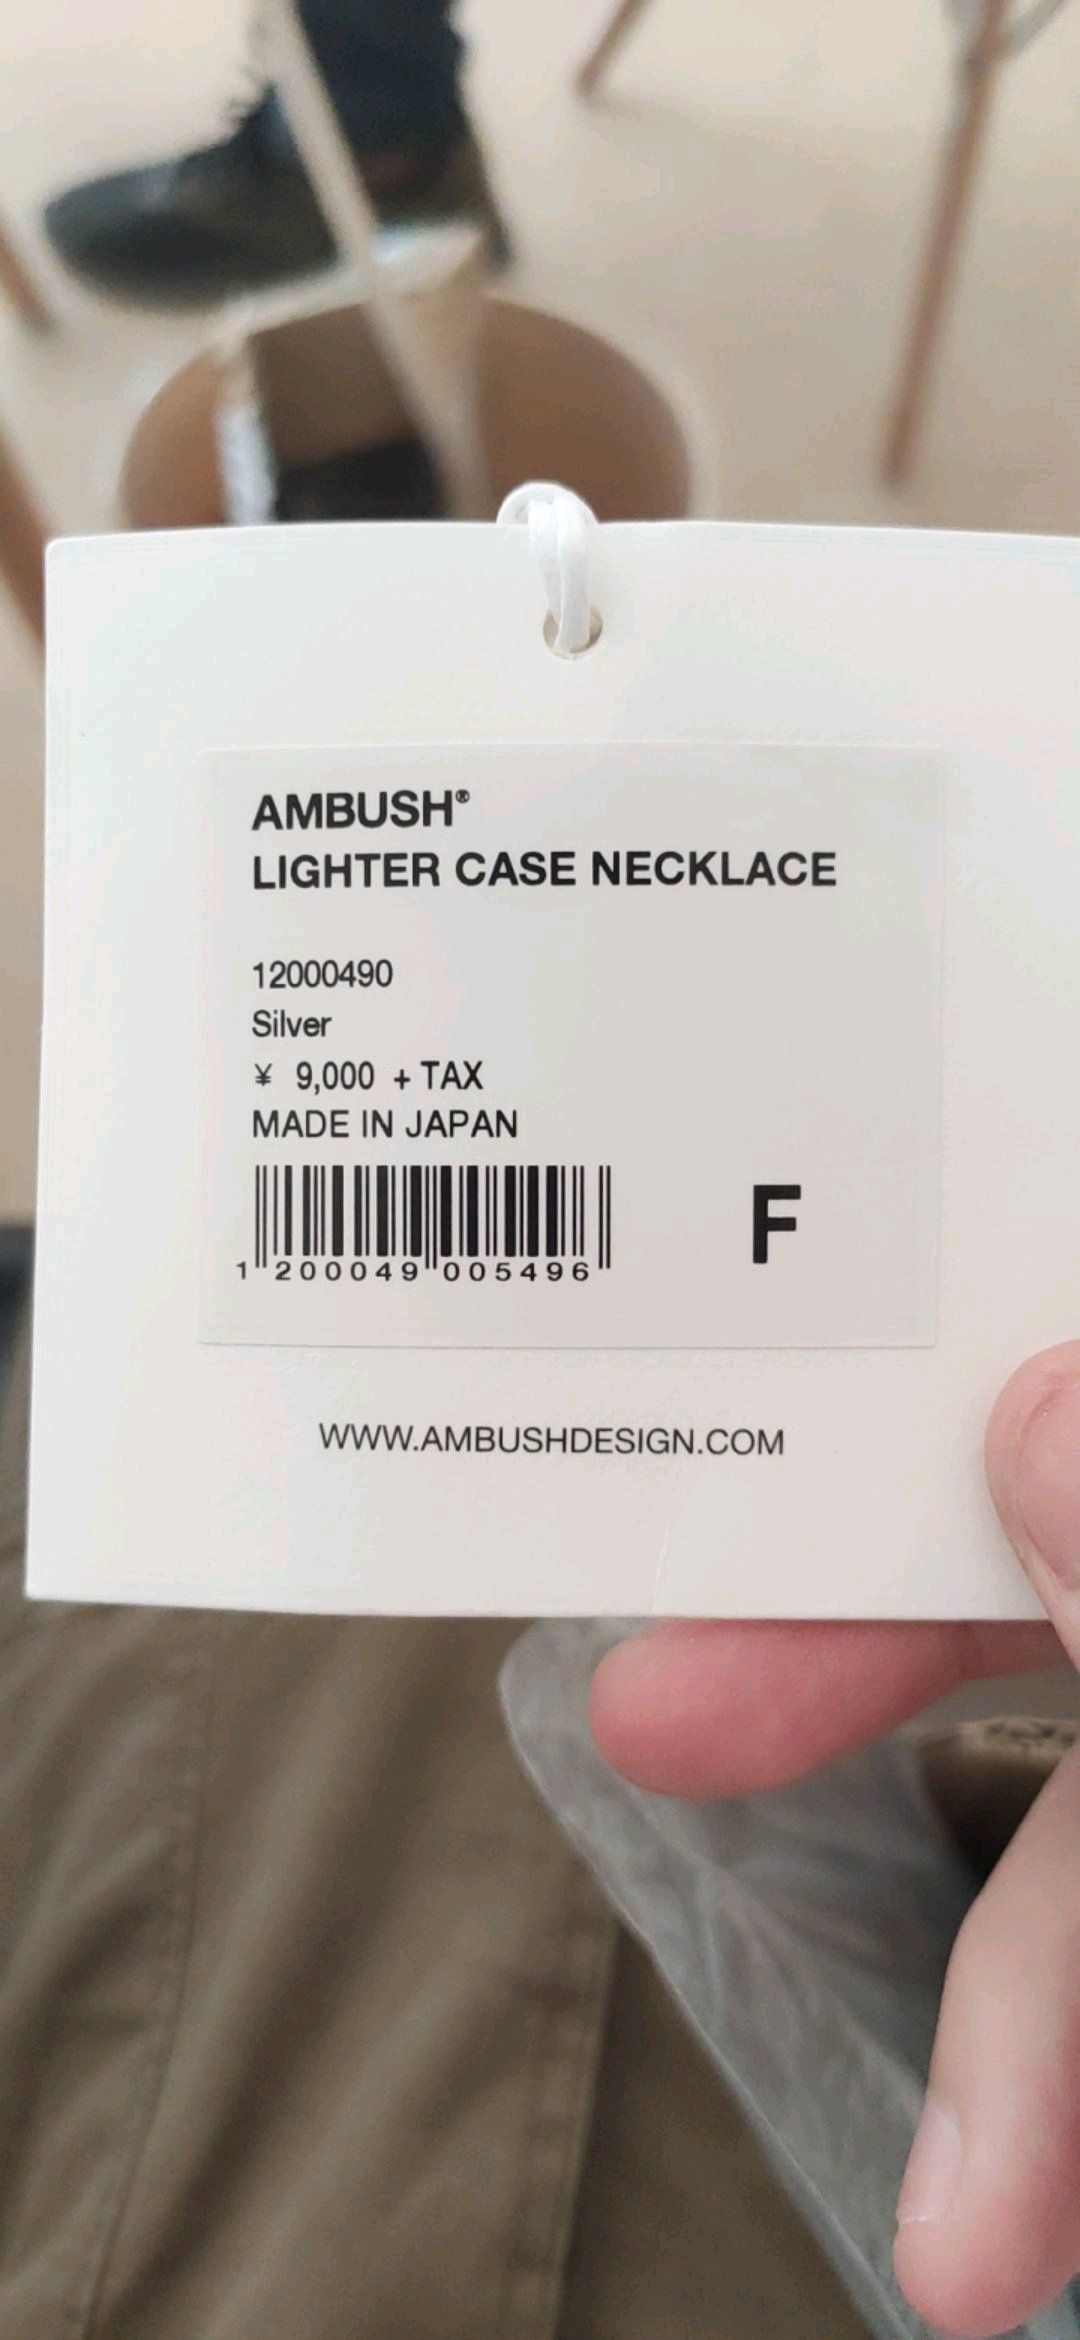 AMBUSH®
LIGHTER CASE NECKLACE
12000490
Silver
¥ 9,000 + TAX
MADE IN JAPAN
F
1 200049 005496
WWW.AMBUSHDESIGN.COM